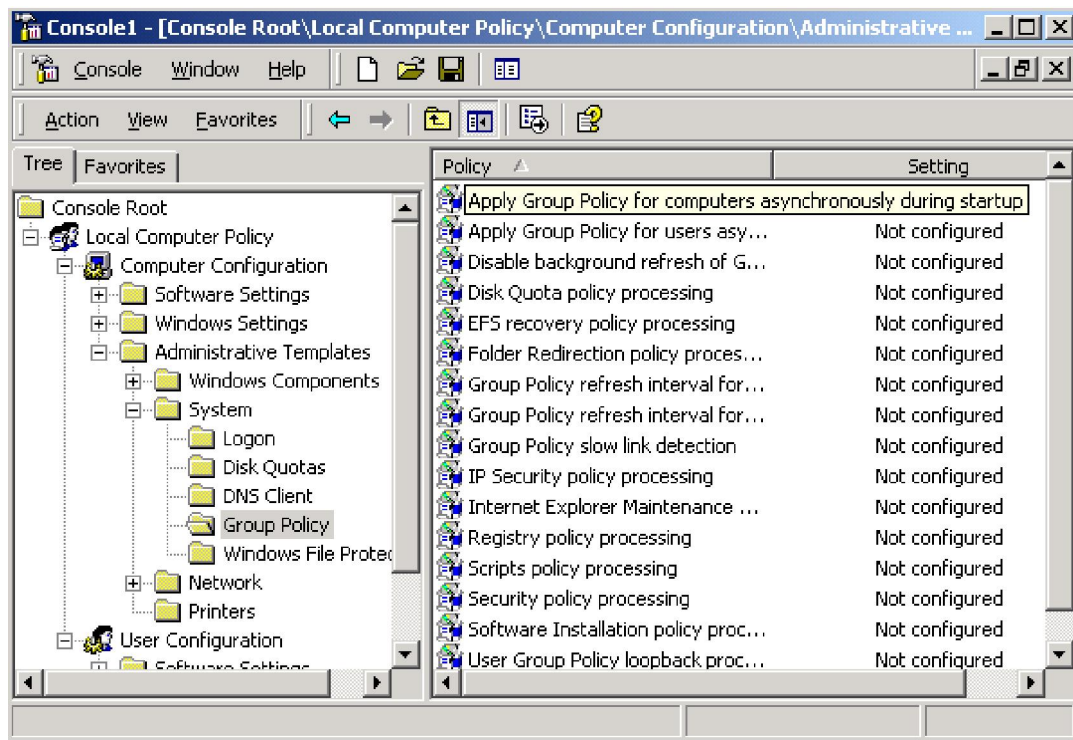 Console1 - [Console Root\Local Computer Policy\Computer Configuration\Administrative ...
Console Window Help
Action View Favorites
Tree Favorites
Console Root
Local Computer Policy
Computer Configuration
Software Settings
Windows Settings
Administrative Templates
Windows Components
System
Logon
Disk Quotas
DNS Client
Group Policy
Windows File Protec
Network
Printers
User Configuration
Software Settings
Policy Setting
Apply Group Policy for computers asynchronously during startup
Apply Group Policy for users asy... Not configured
Disable background refresh of G... Not configured
Disk Quota policy processing Not configured
EFS recovery policy processing Not configured
Folder Redirection policy proces... Not configured
Group Policy refresh interval for... Not configured
Group Policy refresh interval for... Not configured
Group Policy slow link detection Not configured
IP Security policy processing Not configured
Internet Explorer Maintenance ... Not configured
Registry policy processing Not configured
Scripts policy processing Not configured
Security policy processing Not configured
Software Installation policy proc... Not configured
User Group Policy loopback proc... Not configured